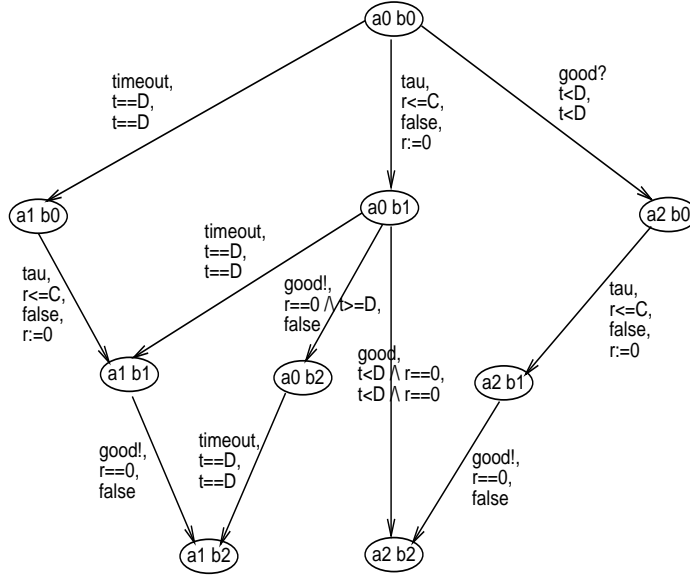 a0 b0
timeout,
t==D,
t==D
tau,
r<=C,
false,
r:=0
good?
t<D,
t<D
a1 b0
a0 b1
a2 b0
timeout,
t==D,
t==D
tau,
r<=C,
false,
r:=0
good!,
r==0 /\ t>=D,
false
tau,
r<=C,
false,
r:=0
good,
t<D /\ r==0,
t<D /\ r==0
a1 b1
a0 b2
a2 b1
good!,
r==0,
false
timeout,
t==D,
t==D
good!,
r==0,
false
a1 b2
a2 b2